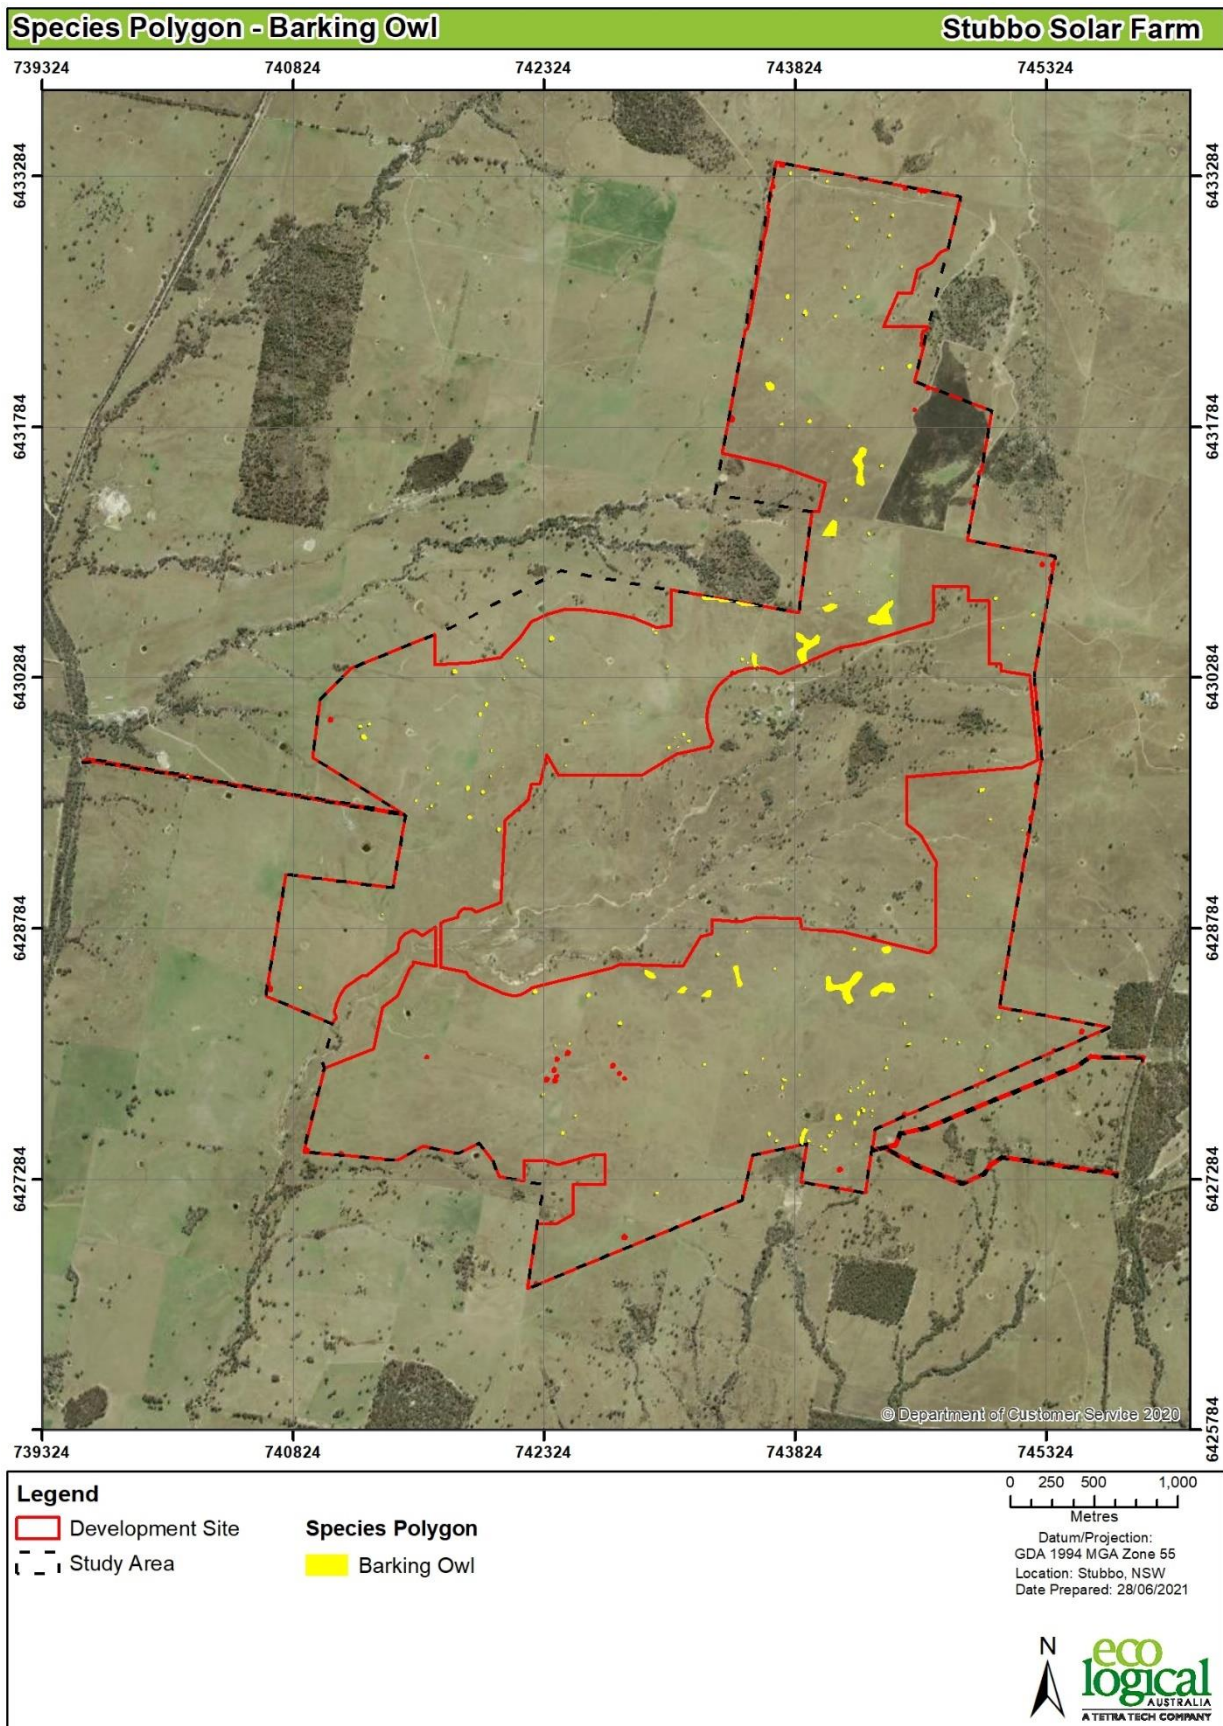 Species Polygon - Barking Owl
Stubbo Solar Farm
739324 740824 742324 743824 745324
6433284 6433284
6431784 6431784
6430284 6430284
6428784 6428784
6427284 6427284
6425784
© Department of Customer Service 2020
739324 740824 742324 743824 745324
Legend
Development Site
Study Area
Species Polygon
Barking Owl
0 250 500 1,000
Metres
Datum/Projection:
GDA 1994 MGA Zone 55
Location: Stubbo, NSW
Date Prepared: 28/06/2021
N
eco
logical
AUSTRALIA
A TETRA TECH COMPANY